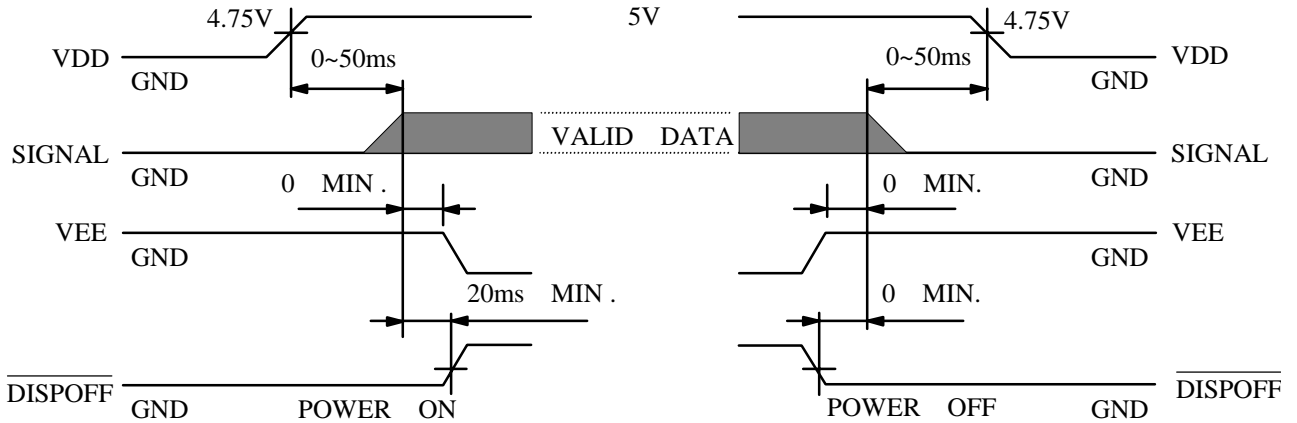 4.75V 5V 4.75V
VDD 0~50ms 0~50ms VDD
GND GND
VALID DATA
SIGNAL SIGNAL
GND GND
0 MIN . 0 MIN.
VEE VEE
GND GND
20ms MIN . 0 MIN.
DISPOFF DISPOFF
GND POWER ON POWER OFF GND